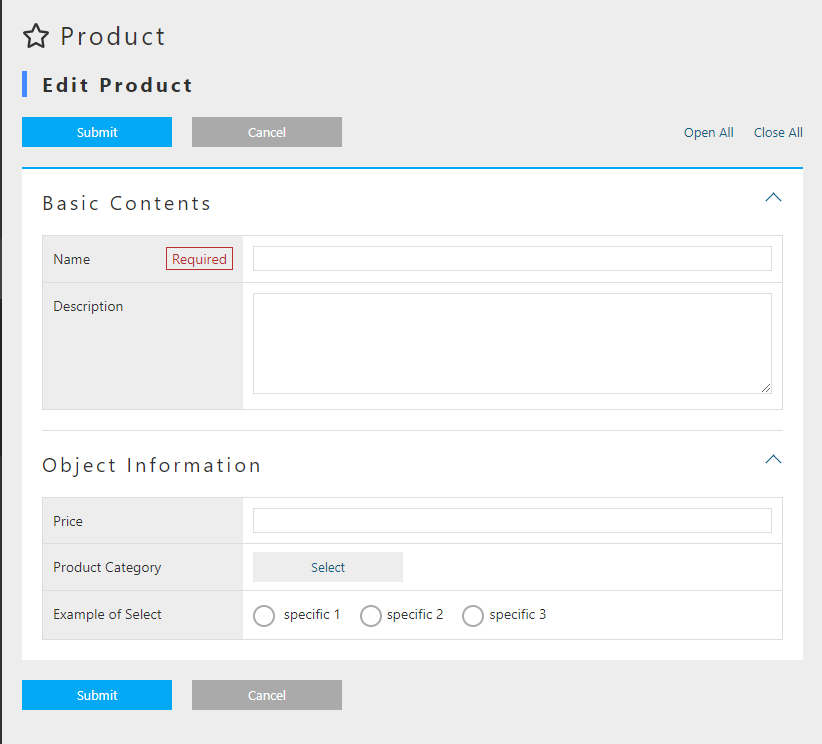 Product
Edit Product
Submit Cancel Open All Close All
Basic Contents
Name Required
Description
Object Information
Price
Product Category Select
Example of Select specific 1 specific 2 specific 3
Submit Cancel